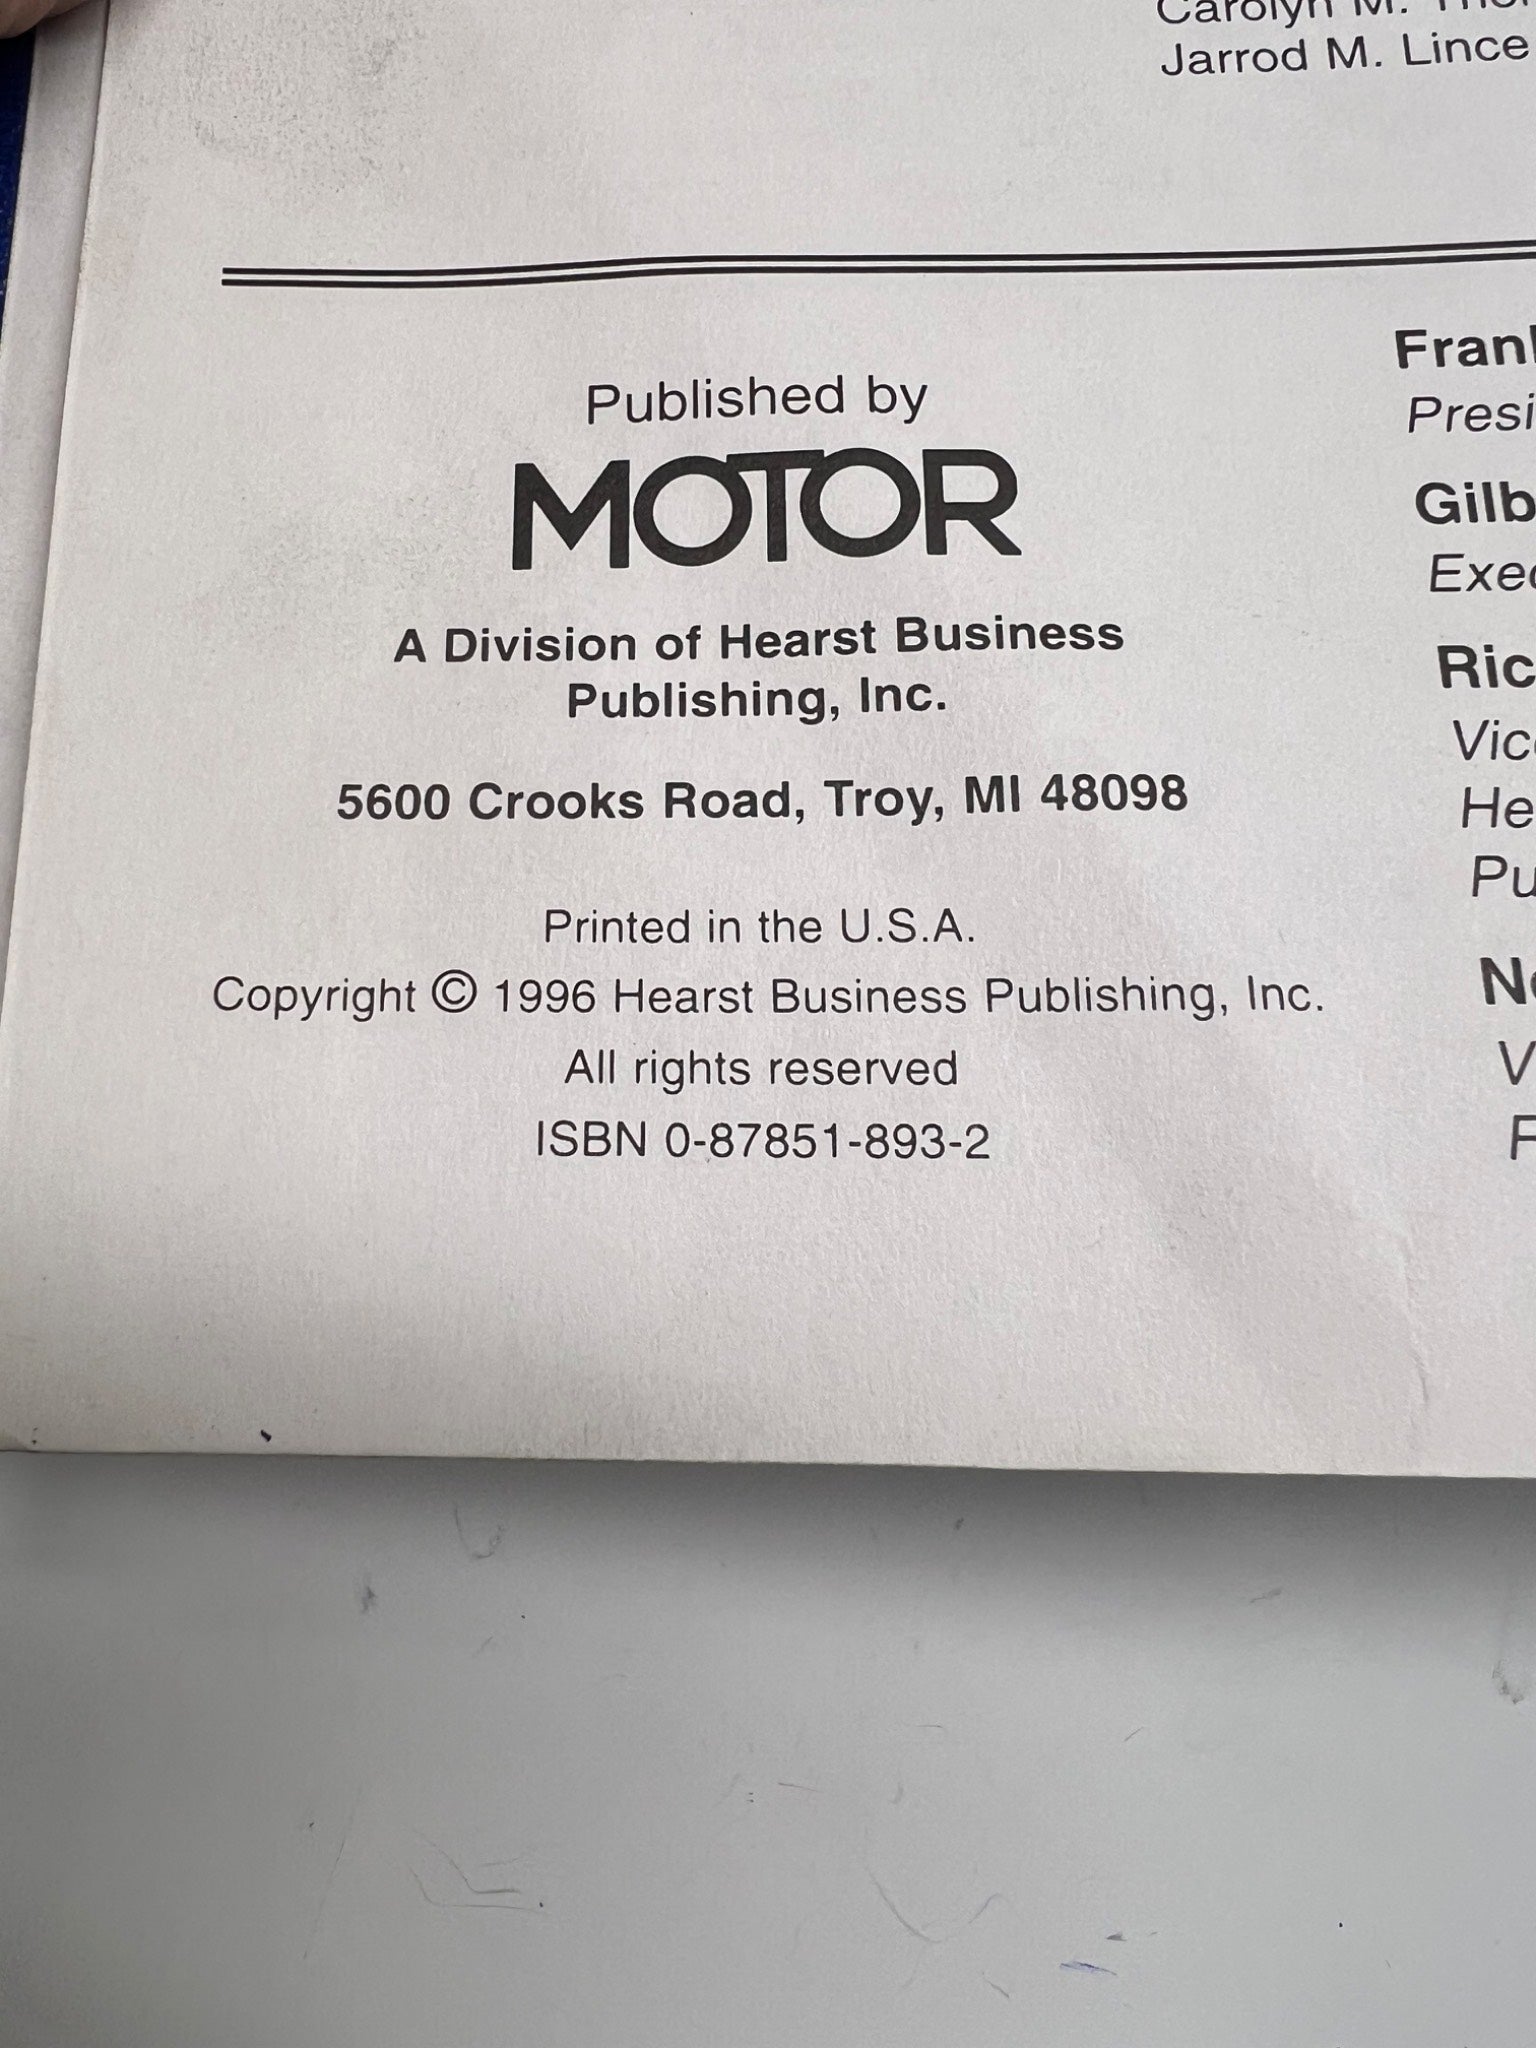 Carolyn M.
Jarrod M. Lince
Published by
MOTOR
A Division of Hearst Business
Publishing, Inc.
5600 Crooks Road, Troy, MI 48098
Printed in the U.S.A.
Copyright © 1996 Hearst Business Publishing, Inc.
All rights reserved
ISBN 0-87851-893-2